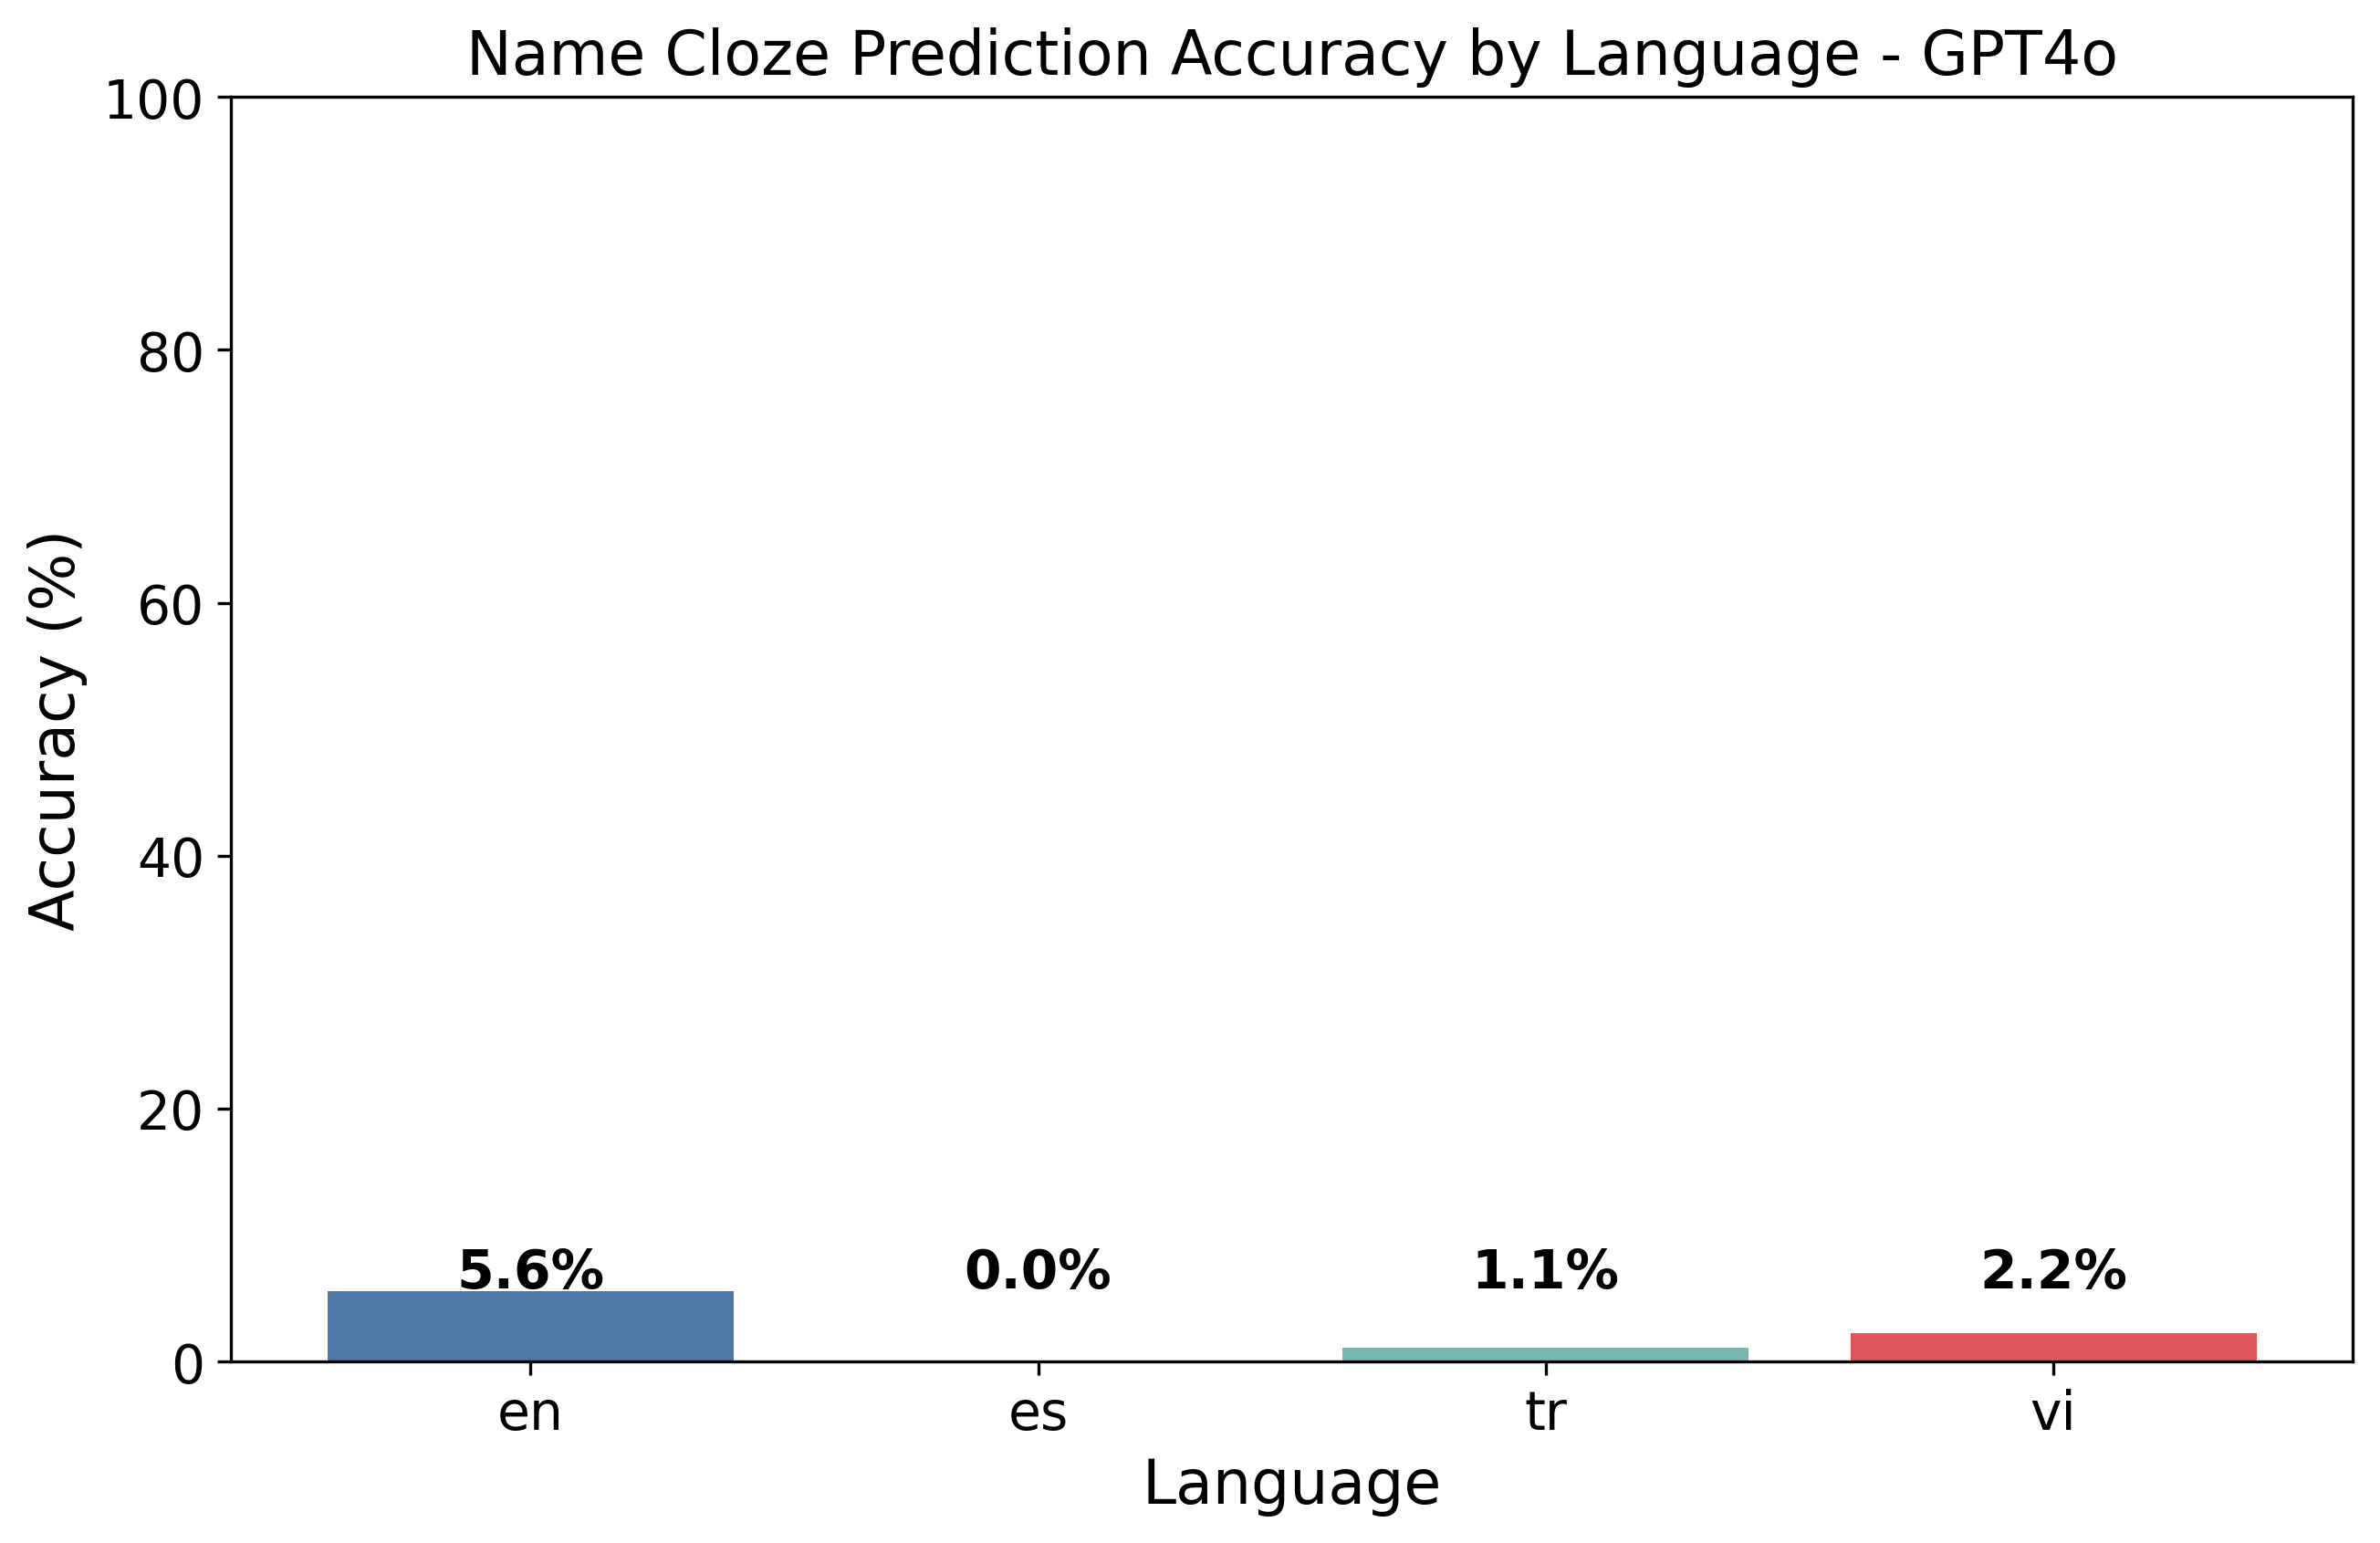 Name Cloze Prediction Accuracy by Language - GPT4o
Accuracy (%)
100
80
60
40
20
0
5.6%
0.0%
1.1%
2.2%
en
es
tr
vi
Language